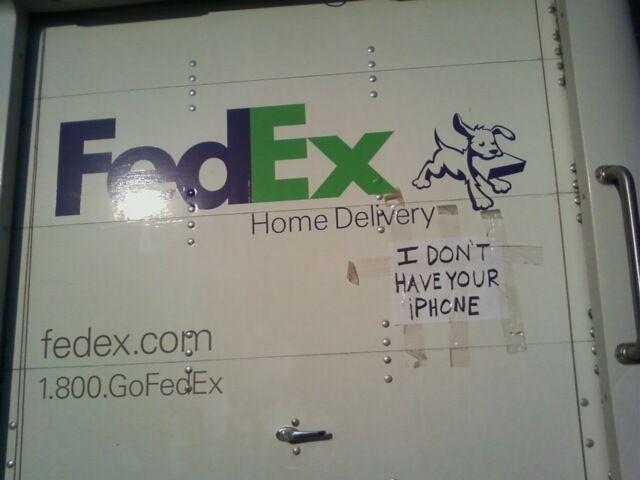 FedEx
Home Delivery
I DON'T
HAVE YOUR
iPHONE
fedex.com
1.800.GoFedEx